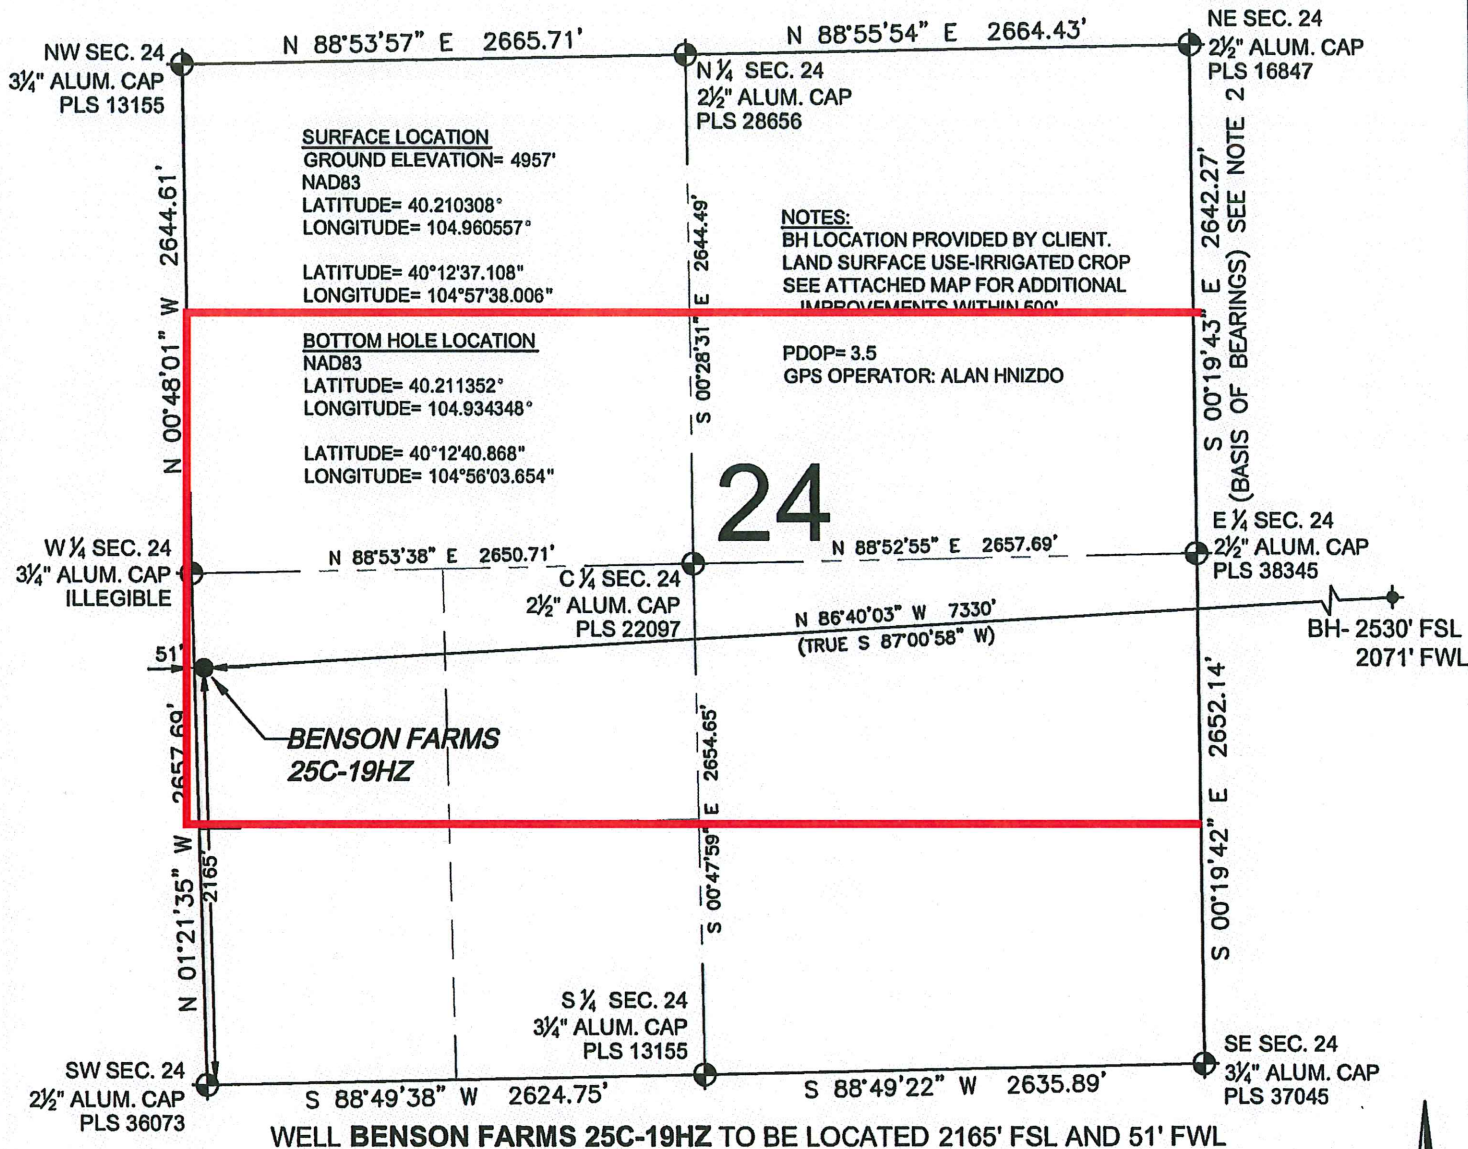 N 88°53'57" E 2665.71'
N 88°55'54" E 2664.43'
NW SEC. 24
3¼" ALUM. CAP
PLS 13155
N ¼ SEC. 24
2½" ALUM. CAP
PLS 28656
NE SEC. 24
2½" ALUM. CAP
PLS 16847
SURFACE LOCATION
GROUND ELEVATION= 4957'
NAD83
LATITUDE= 40.210308°
LONGITUDE= 104.960557°
LATITUDE= 40°12'37.108"
LONGITUDE= 104°57'38.006"
BOTTOM HOLE LOCATION
NAD83
LATITUDE= 40.211352°
LONGITUDE= 104.934348°
LATITUDE= 40°12'40.868"
LONGITUDE= 104°56'03.654"
NOTES:
BH LOCATION PROVIDED BY CLIENT.
LAND SURFACE USE-IRRIGATED CROP
SEE ATTACHED MAP FOR ADDITIONAL
IMPROVEMENTS WITHIN 500'
PDOP= 3.5
GPS OPERATOR: ALAN HNIZDO
N 00°48'01" W 2644.61'
S 00°28'31" E 2644.49'
S 00°19'43" E 2642.27'
(BASIS OF BEARINGS) SEE NOTE 2
24
W ¼ SEC. 24
3¼" ALUM. CAP
ILLEGIBLE
N 88°53'38" E 2650.71'
C ¼ SEC. 24
2½" ALUM. CAP
PLS 22097
N 88°52'55" E 2657.69'
E ¼ SEC. 24
2½" ALUM. CAP
PLS 38345
N 86°40'03" W 7330'
(TRUE S 87°00'58" W)
BH- 2530' FSL
2071' FWL
51'
BENSON FARMS
25C-19HZ
N 01°21'35" W 2657.69'
2165'
S 00°47'59" E 2654.65'
S 00°19'42" E 2652.14'
S ¼ SEC. 24
3¼" ALUM. CAP
PLS 13155
SW SEC. 24
2½" ALUM. CAP
PLS 36073
SE SEC. 24
3¼" ALUM. CAP
PLS 37045
S 88°49'38" W 2624.75'
S 88°49'22" W 2635.89'
WELL BENSON FARMS 25C-19HZ TO BE LOCATED 2165' FSL AND 51' FWL